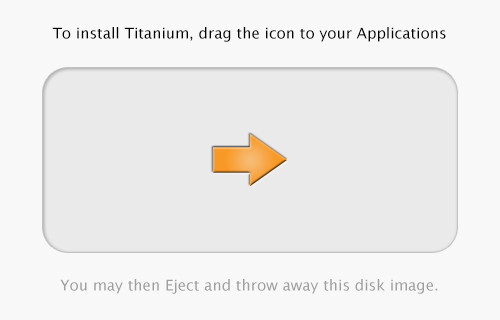 To install Titanium, drag the icon to your Applications
You may then Eject and throw away this disk image.